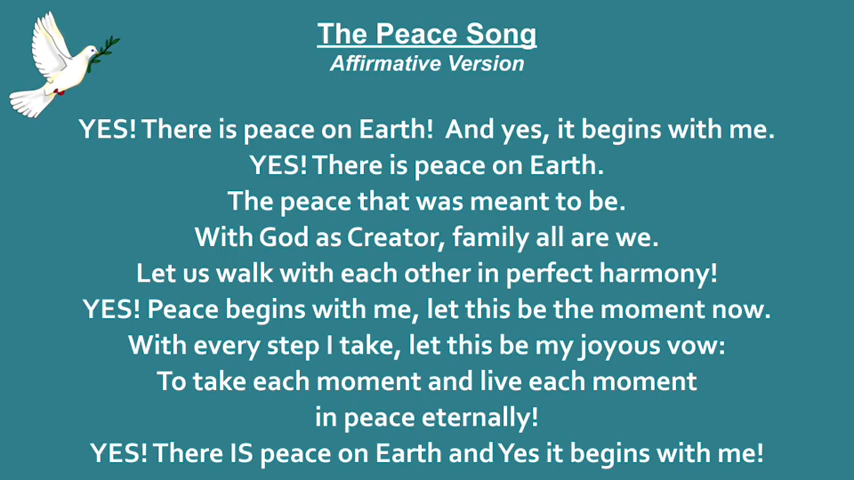 The Peace Song
Affirmative Version
YES! There is peace on Earth! And yes, it begins with me.
YES! There is peace on Earth.
The peace that was meant to be.
With God as Creator, family all are we.
Let us walk with each other in perfect harmony!
YES! Peace begins with me, let this be the moment now.
With every step I take, let this be my joyous vow:
To take each moment and live each moment
in peace eternally!
YES! There IS peace on Earth and Yes it begins with me!